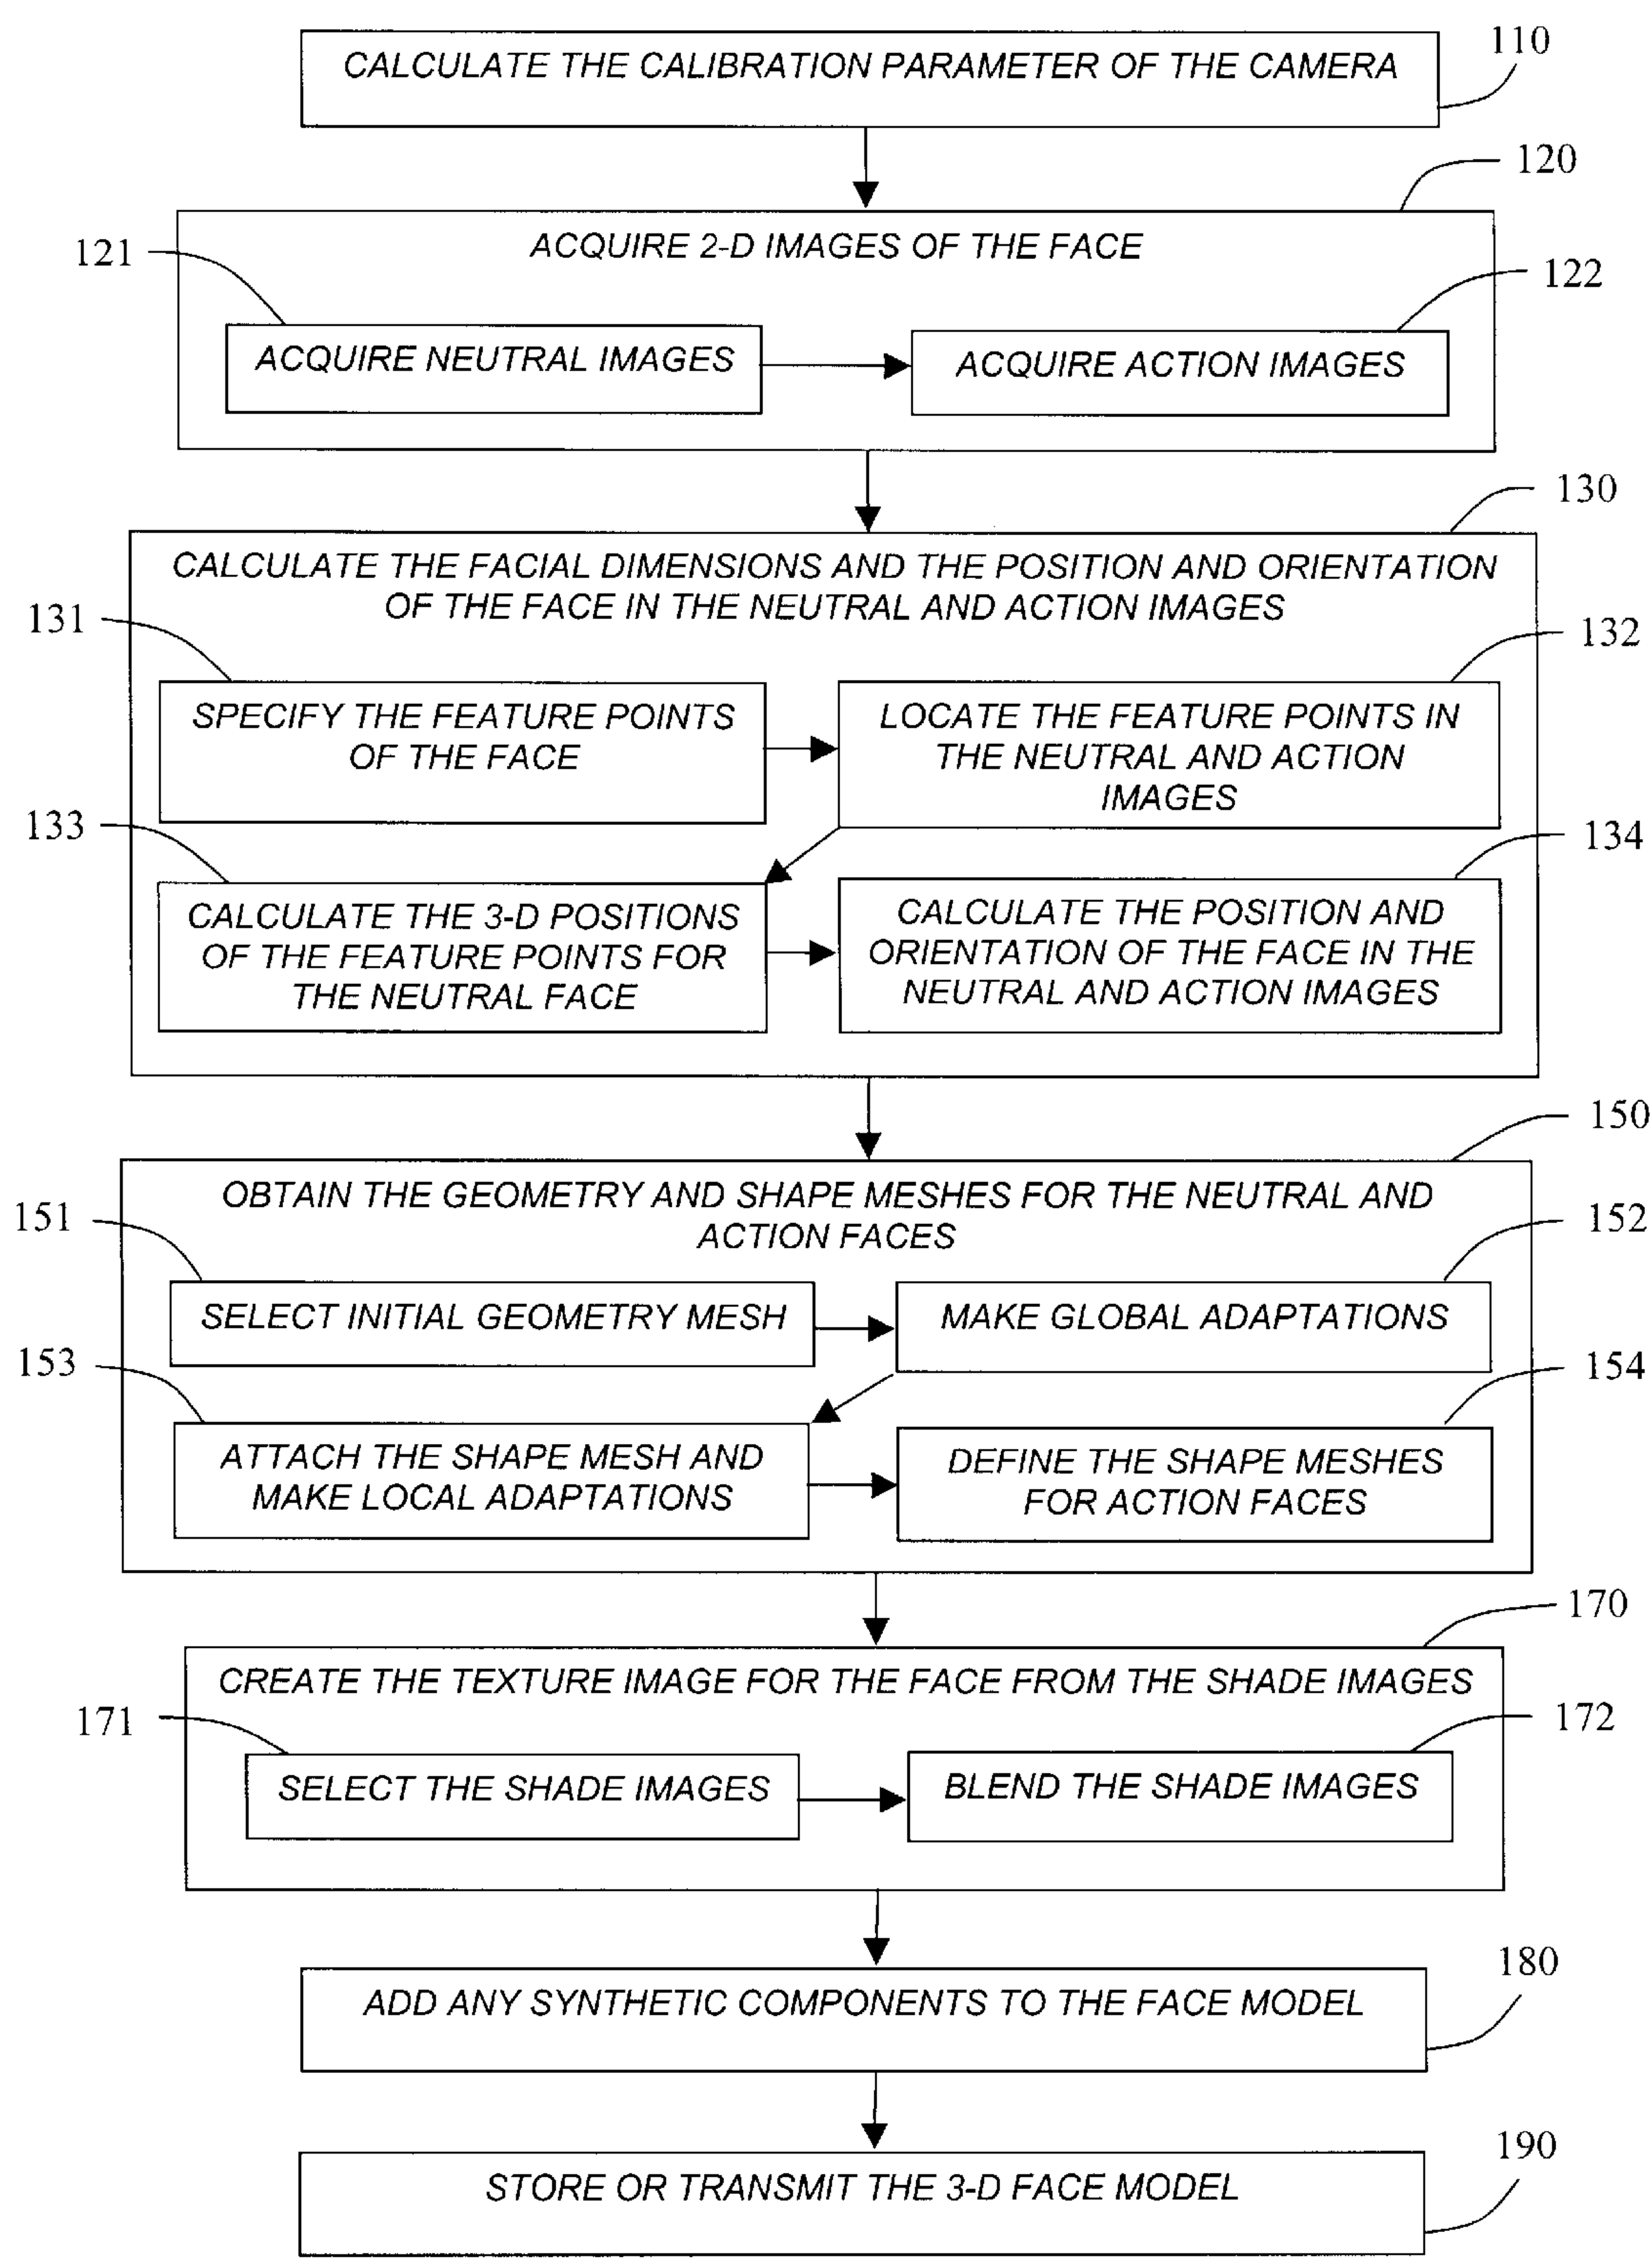 CALCULATE THE CALIBRATION PARAMETER OF THE CAMERA
110
120
ACQUIRE 2-D IMAGES OF THE FACE
121
122
ACQUIRE NEUTRAL IMAGES
ACQUIRE ACTION IMAGES
130
CALCULATE THE FACIAL DIMENSIONS AND THE POSITION AND ORIENTATION
OF THE FACE IN THE NEUTRAL AND ACTION IMAGES
131
132
SPECIFY THE FEATURE POINTS
OF THE FACE
LOCATE THE FEATURE POINTS IN
THE NEUTRAL AND ACTION
IMAGES
133
134
CALCULATE THE 3-D POSITIONS
OF THE FEATURE POINTS FOR
THE NEUTRAL FACE
CALCULATE THE POSITION AND
ORIENTATION OF THE FACE IN THE
NEUTRAL AND ACTION IMAGES
150
OBTAIN THE GEOMETRY AND SHAPE MESHES FOR THE NEUTRAL AND
ACTION FACES
151
152
SELECT INITIAL GEOMETRY MESH
MAKE GLOBAL ADAPTATIONS
153
154
ATTACH THE SHAPE MESH AND
MAKE LOCAL ADAPTATIONS
DEFINE THE SHAPE MESHES
FOR ACTION FACES
170
CREATE THE TEXTURE IMAGE FOR THE FACE FROM THE SHADE IMAGES
171
172
SELECT THE SHADE IMAGES
BLEND THE SHADE IMAGES
180
ADD ANY SYNTHETIC COMPONENTS TO THE FACE MODEL
190
STORE OR TRANSMIT THE 3-D FACE MODEL